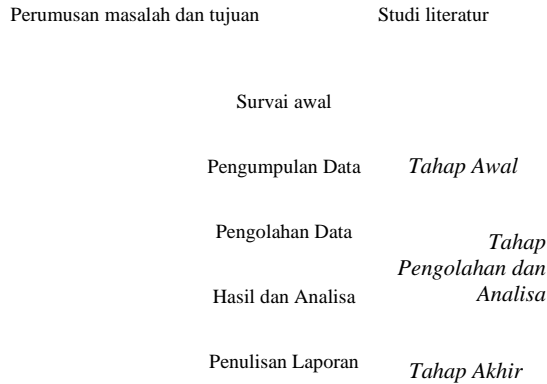 Perumusan masalah dan tujuan
Studi literatur
Survai awal
Pengumpulan Data
Tahap Awal
Pengolahan Data
Tahap
Pengolahan dan
Analisa
Hasil dan Analisa
Penulisan Laporan
Tahap Akhir